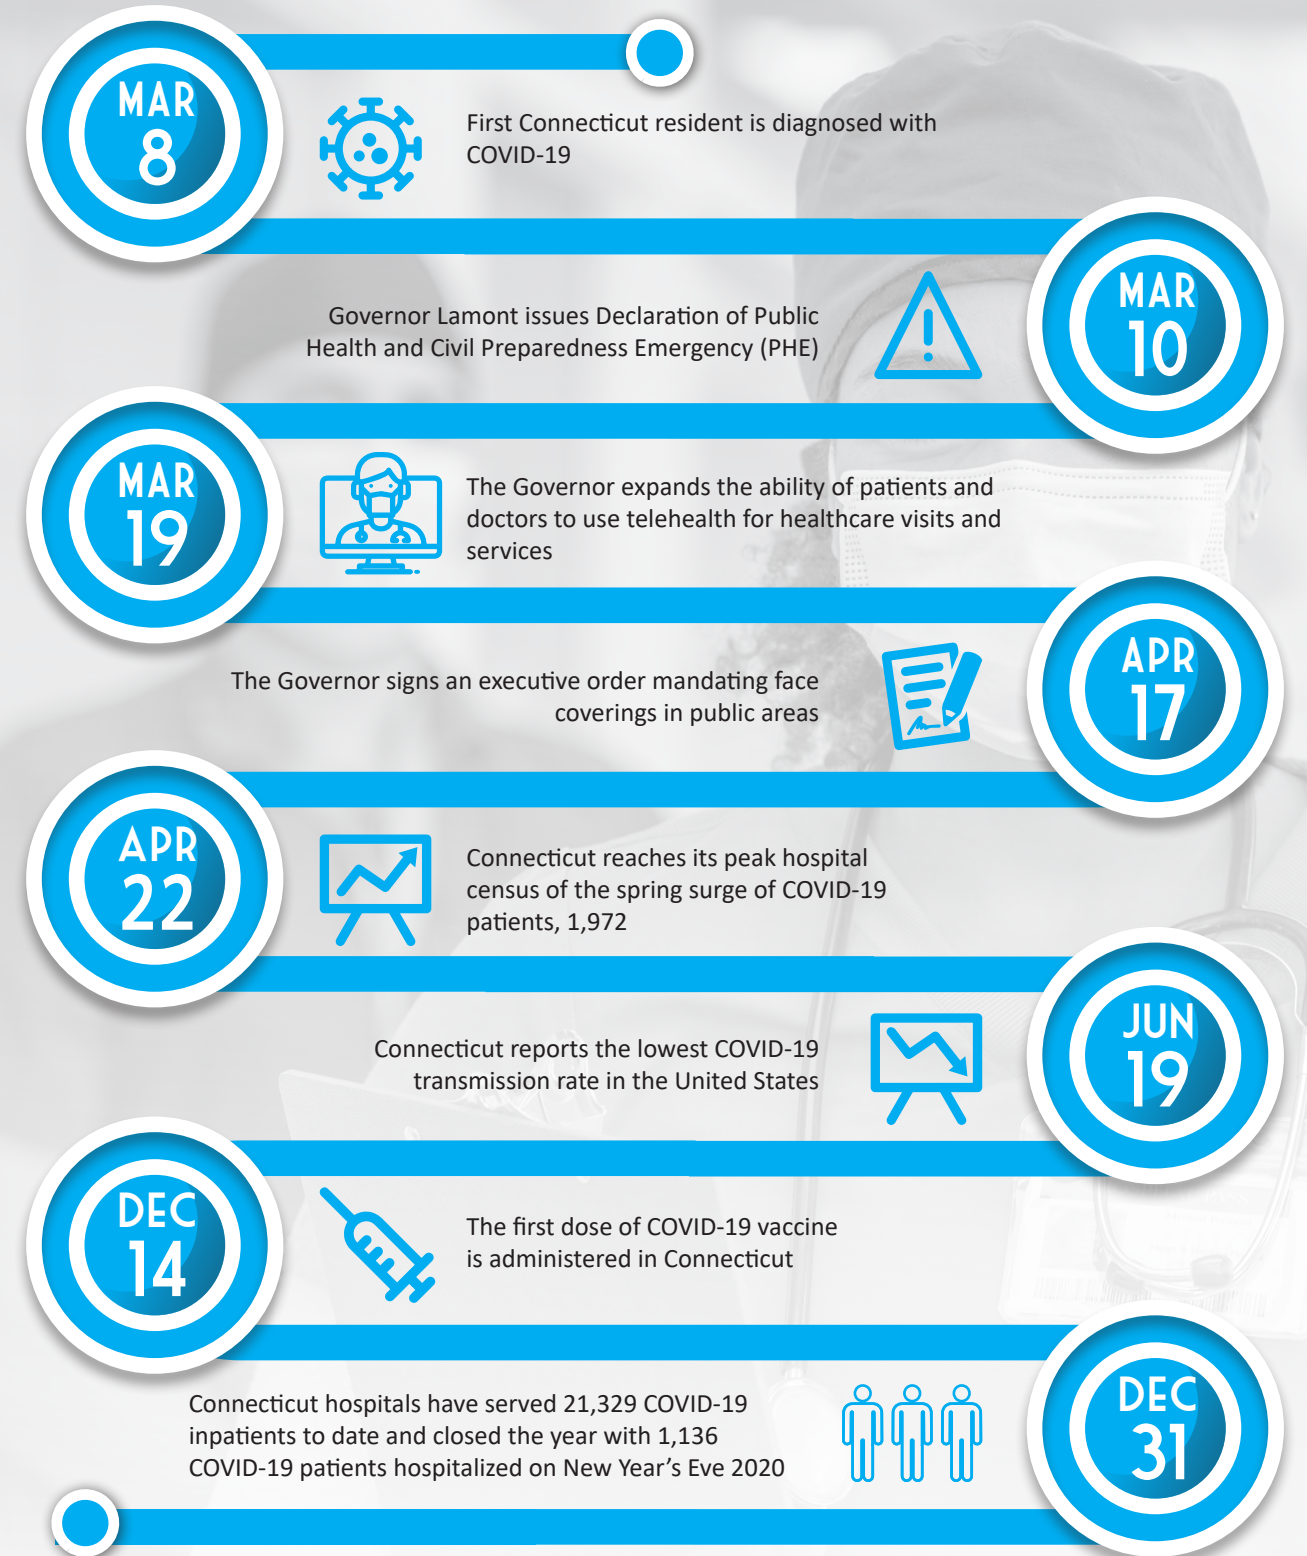 MAR
8
First Connecticut resident is diagnosed with
COVID-19
MAR
10
Governor Lamont issues Declaration of Public
Health and Civil Preparedness Emergency (PHE)
MAR
19
The Governor expands the ability of patients and
doctors to use telehealth for healthcare visits and
services
APR
17
The Governor signs an executive order mandating face
coverings in public areas
APR
22
Connecticut reaches its peak hospital
census of the spring surge of COVID-19
patients, 1,972
JUN
19
Connecticut reports the lowest COVID-19
transmission rate in the United States
DEC
14
The first dose of COVID-19 vaccine
is administered in Connecticut
DEC
31
Connecticut hospitals have served 21,329 COVID-19
inpatients to date and closed the year with 1,136
COVID-19 patients hospitalized on New Year’s Eve 2020